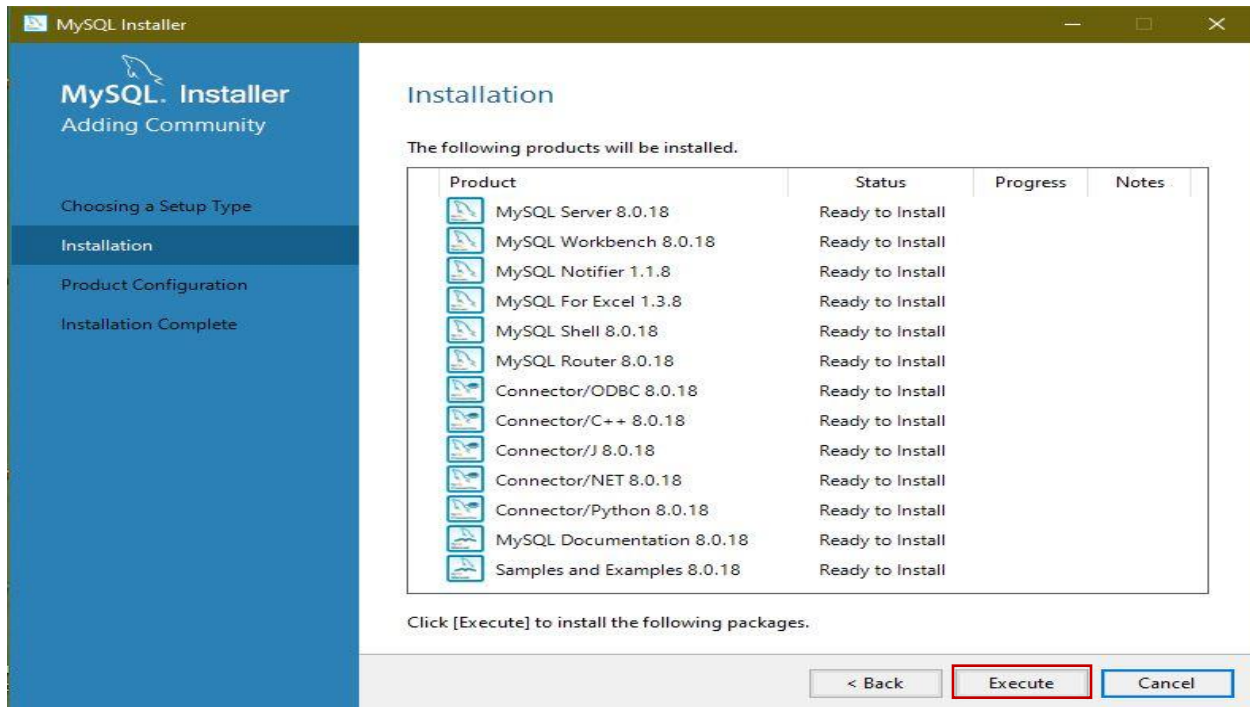 MySQL Installer
MySQL. Installer
Adding Community
Choosing a Setup Type
Installation
Product Configuration
Installation Complete
Installation
The following products will be installed.
Product Status Progress Notes
MySQL Server 8.0.18 Ready to Install
MySQL Workbench 8.0.18 Ready to Install
MySQL Notifier 1.1.8 Ready to Install
MySQL For Excel 1.3.8 Ready to Install
MySQL Shell 8.0.18 Ready to Install
MySQL Router 8.0.18 Ready to Install
Connector/ODBC 8.0.18 Ready to Install
Connector/C++ 8.0.18 Ready to Install
Connector/J 8.0.18 Ready to Install
Connector/NET 8.0.18 Ready to Install
Connector/Python 8.0.18 Ready to Install
MySQL Documentation 8.0.18 Ready to Install
Samples and Examples 8.0.18 Ready to Install
Click [Execute] to install the following packages.
< Back Execute Cancel